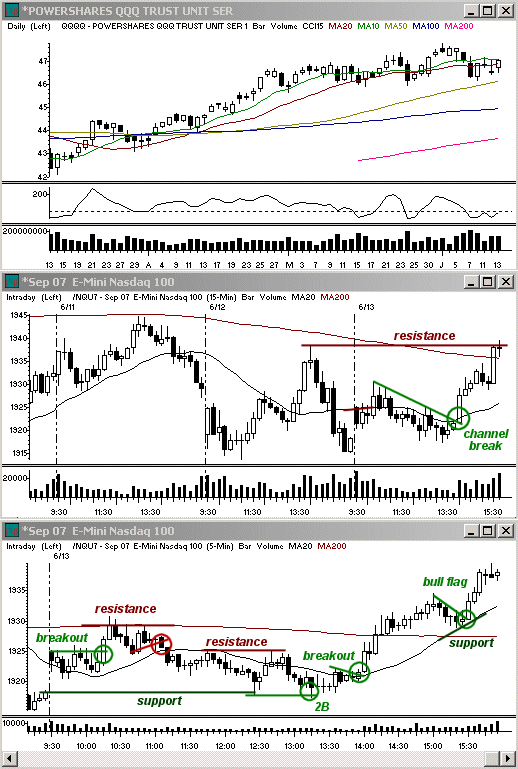 *POWERSHARES QQQ TRUST UNIT SER
Daily (Left) QQQQ - POWERSHARES QQQ TRUST UNIT SER 1 Bar Volume CCI15 MA20 MA10 MA50 MA100 MA200
47
46
45
44
43
42
200
200000000
13 15 19 21 23 27 29 A 4 9 11 13 17 19 23 25 27 M 3 7 9 11 15 17 21 23 25 30 J 5 7 11 13
*Sep 07 E-Mini Nasdaq 100
Intraday (Left) /NQU7 - Sep 07 E-Mini Nasdaq 100 (15-Min) Bar Volume MA20 MA200
6/11 6/12 6/13
1345
1340
1335
1330
1325
1320
1315
resistance
channel
break
20000
9:30 11:30 13:30 9:30 11:30 13:30 9:30 11:30 13:30 15:30
*Sep 07 E-Mini Nasdaq 100
Intraday (Left) /NQU7 - Sep 07 E-Mini Nasdaq 100 (5-Min) Bar Volume MA20 MA200
6/13
1335
1330
1325
1320
bull flag
resistance
breakout
resistance
support
breakout
support
2B
10000
9:30 10:00 10:30 11:00 11:30 12:00 12:30 13:00 13:30 14:00 14:30 15:00 15:30